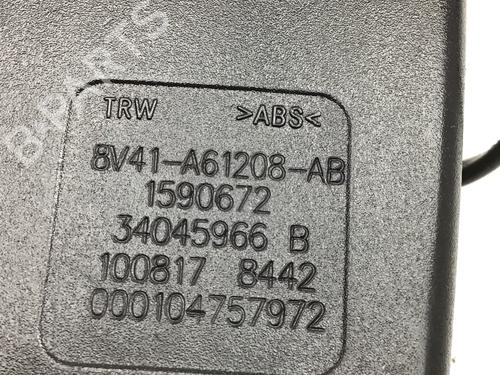 B-PARTS
TRW >ABS<
8V41-A61208-AB
1590672
34045966 B
100817 8442
000104757972